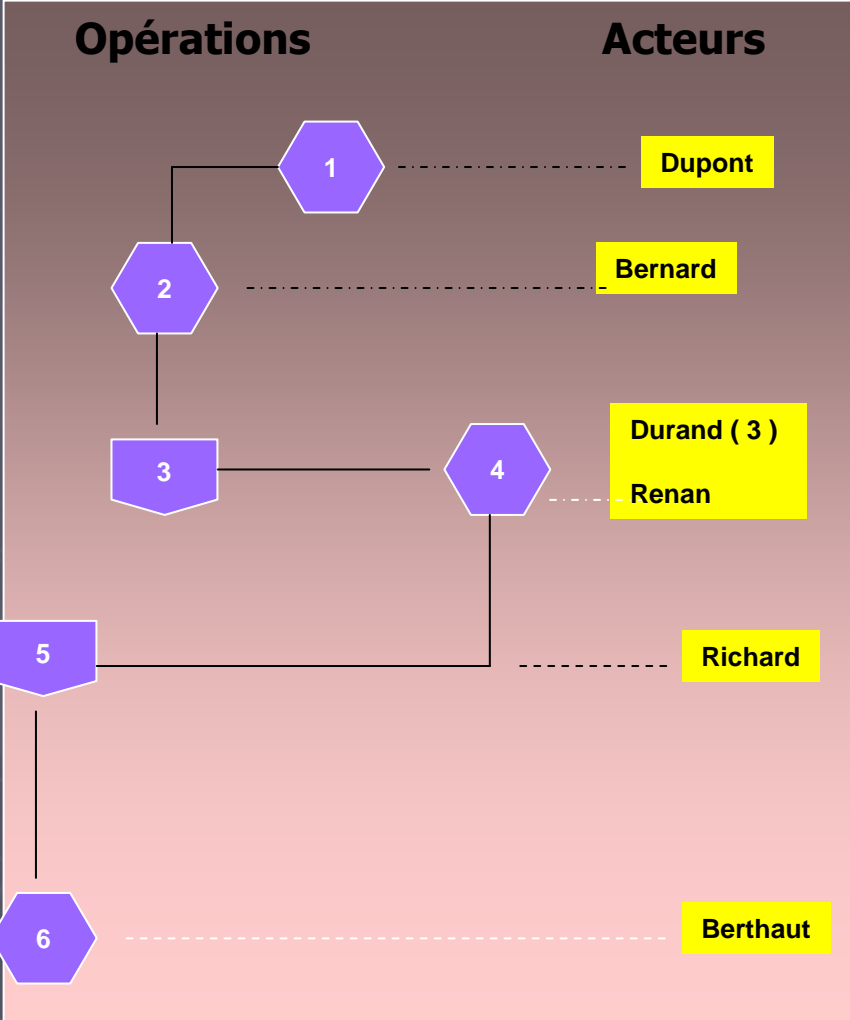 Opérations Acteurs
1 Dupont
2 Bernard
3 4 Durand ( 3 )
Renan
5 Richard
6 Berthaut